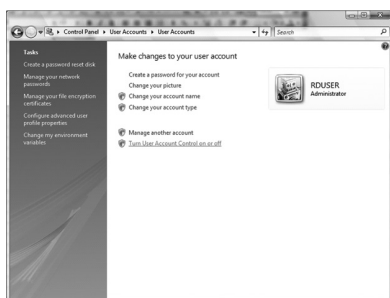 Control Panel ▸ User Accounts ▸ User Accounts
Search
Tasks
Create a password reset disk
Manage your network
passwords
Manage your file encryption
certificates
Configure advanced user
profile properties
Change my environment
variables
Make changes to your user account
Create a password for your account
Change your picture
Change your account name
Change your account type
Manage another account
Turn User Account Control on or off
RDUSER
Administrator